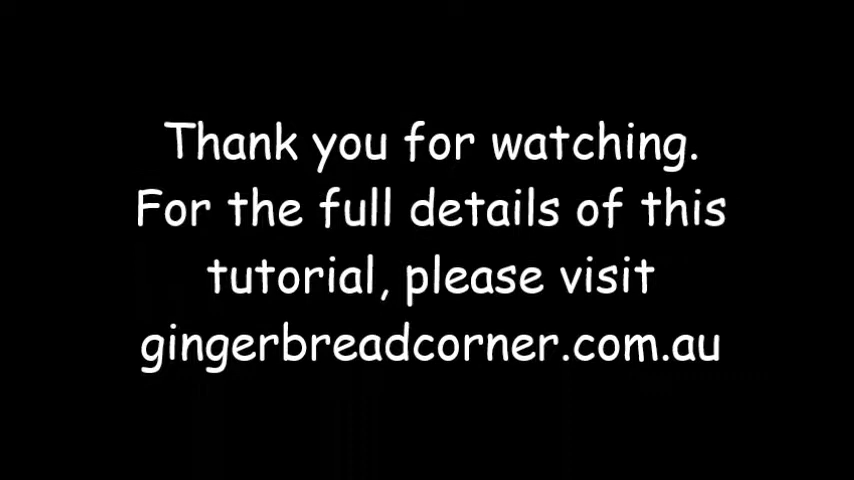 Thank you for watching.
For the full details of this
tutorial, please visit
gingerbreadcorner.com.au